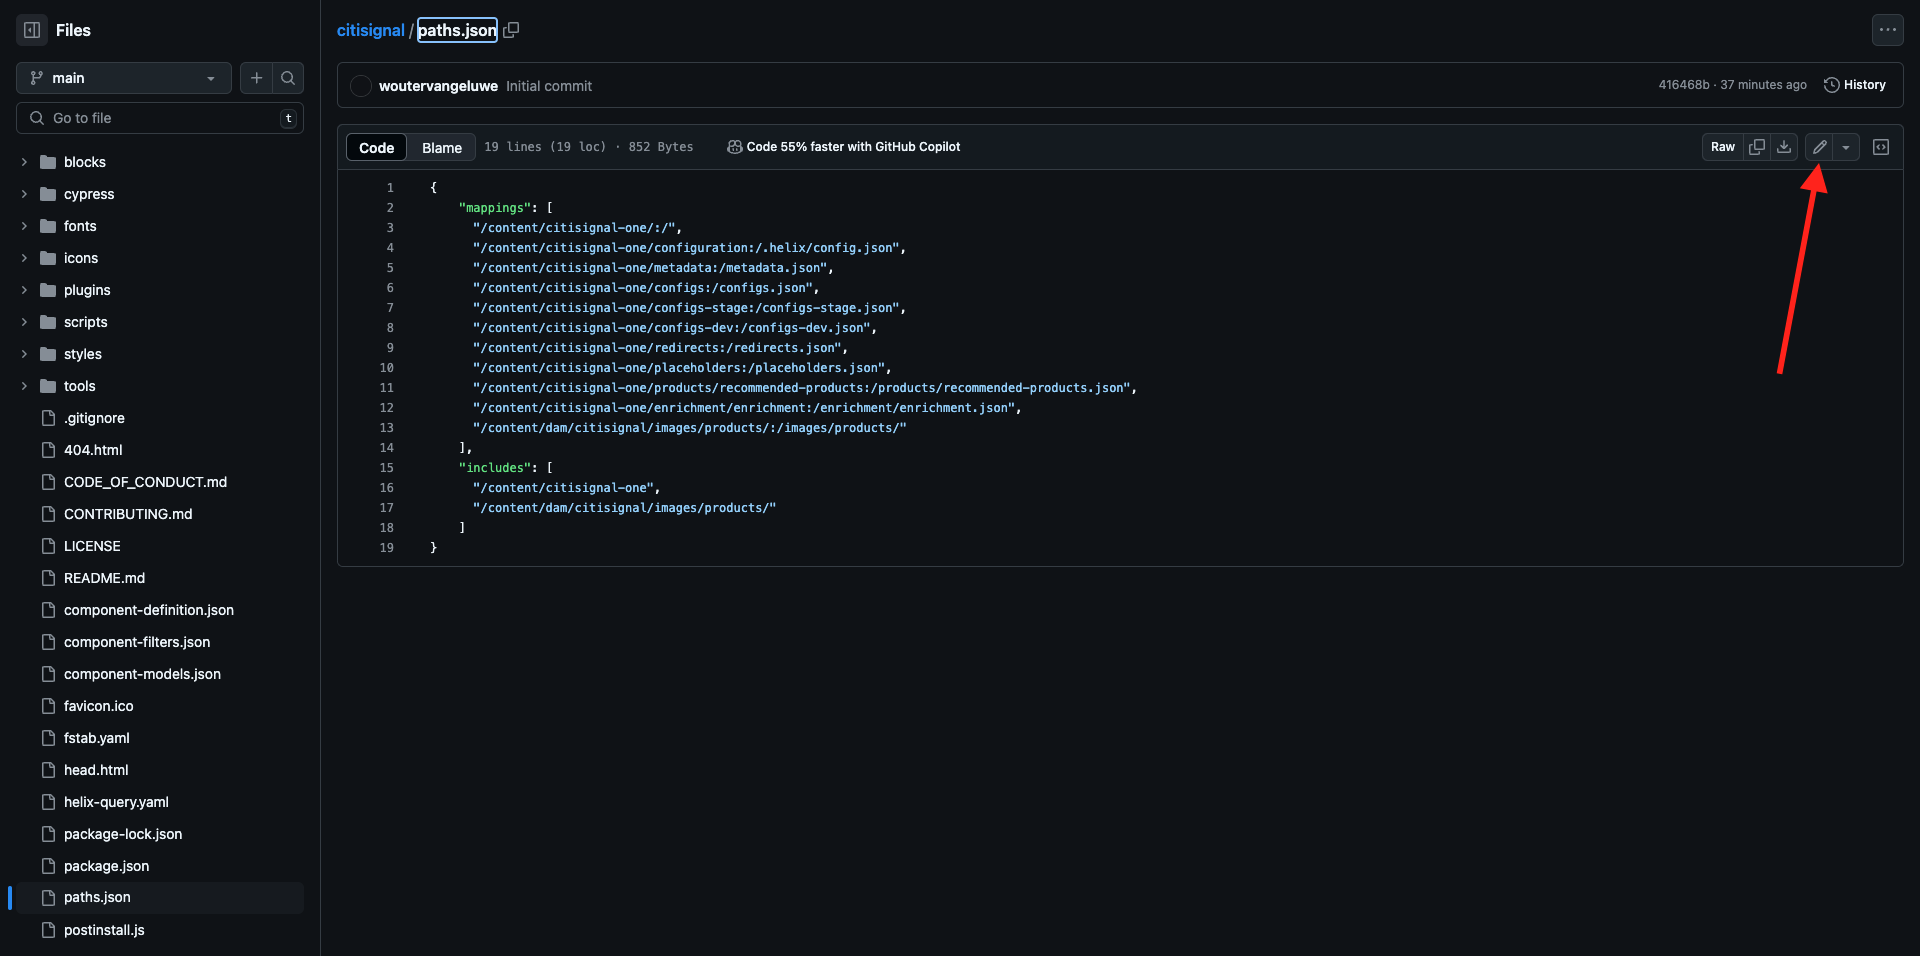 Files
main
Go to file
t
blocks
cypress
fonts
icons
plugins
scripts
styles
tools
.gitignore
404.html
CODE_OF_CONDUCT.md
CONTRIBUTING.md
LICENSE
README.md
component-definition.json
component-filters.json
component-models.json
favicon.ico
fstab.yaml
head.html
helix-query.yaml
package-lock.json
package.json
paths.json
postinstall.js
citisignal / paths.json
woutervangeluwe Initial commit
416468b · 37 minutes ago History
Code Blame 19 lines (19 loc) · 852 Bytes Code 55% faster with GitHub Copilot Raw
1 {
2 "mappings": [
3 "/content/citisignal-one/:/",
4 "/content/citisignal-one/configuration:/.helix/config.json",
5 "/content/citisignal-one/metadata:/metadata.json",
6 "/content/citisignal-one/configs:/configs.json",
7 "/content/citisignal-one/configs-stage:/configs-stage.json",
8 "/content/citisignal-one/configs-dev:/configs-dev.json",
9 "/content/citisignal-one/redirects:/redirects.json",
10 "/content/citisignal-one/placeholders:/placeholders.json",
11 "/content/citisignal-one/products/recommended-products:/products/recommended-products.json",
12 "/content/citisignal-one/enrichment/enrichment:/enrichment/enrichment.json",
13 "/content/dam/citisignal/images/products/:/images/products/"
14 ],
15 "includes": [
16 "/content/citisignal-one",
17 "/content/dam/citisignal/images/products/"
18 ]
19 }